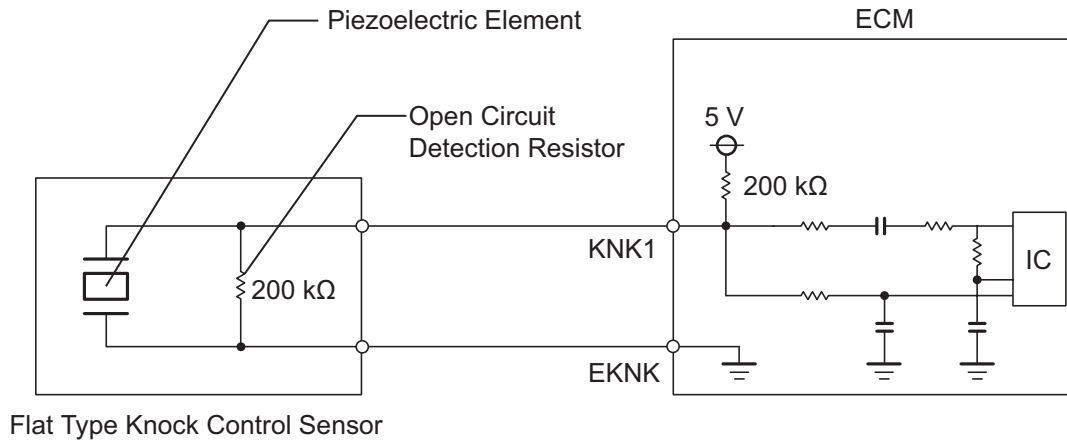 Piezoelectric Element
ECM
Open Circuit
Detection Resistor
5 V
200 kΩ
KNK1
IC
200 kΩ
EKNK
Flat Type Knock Control Sensor